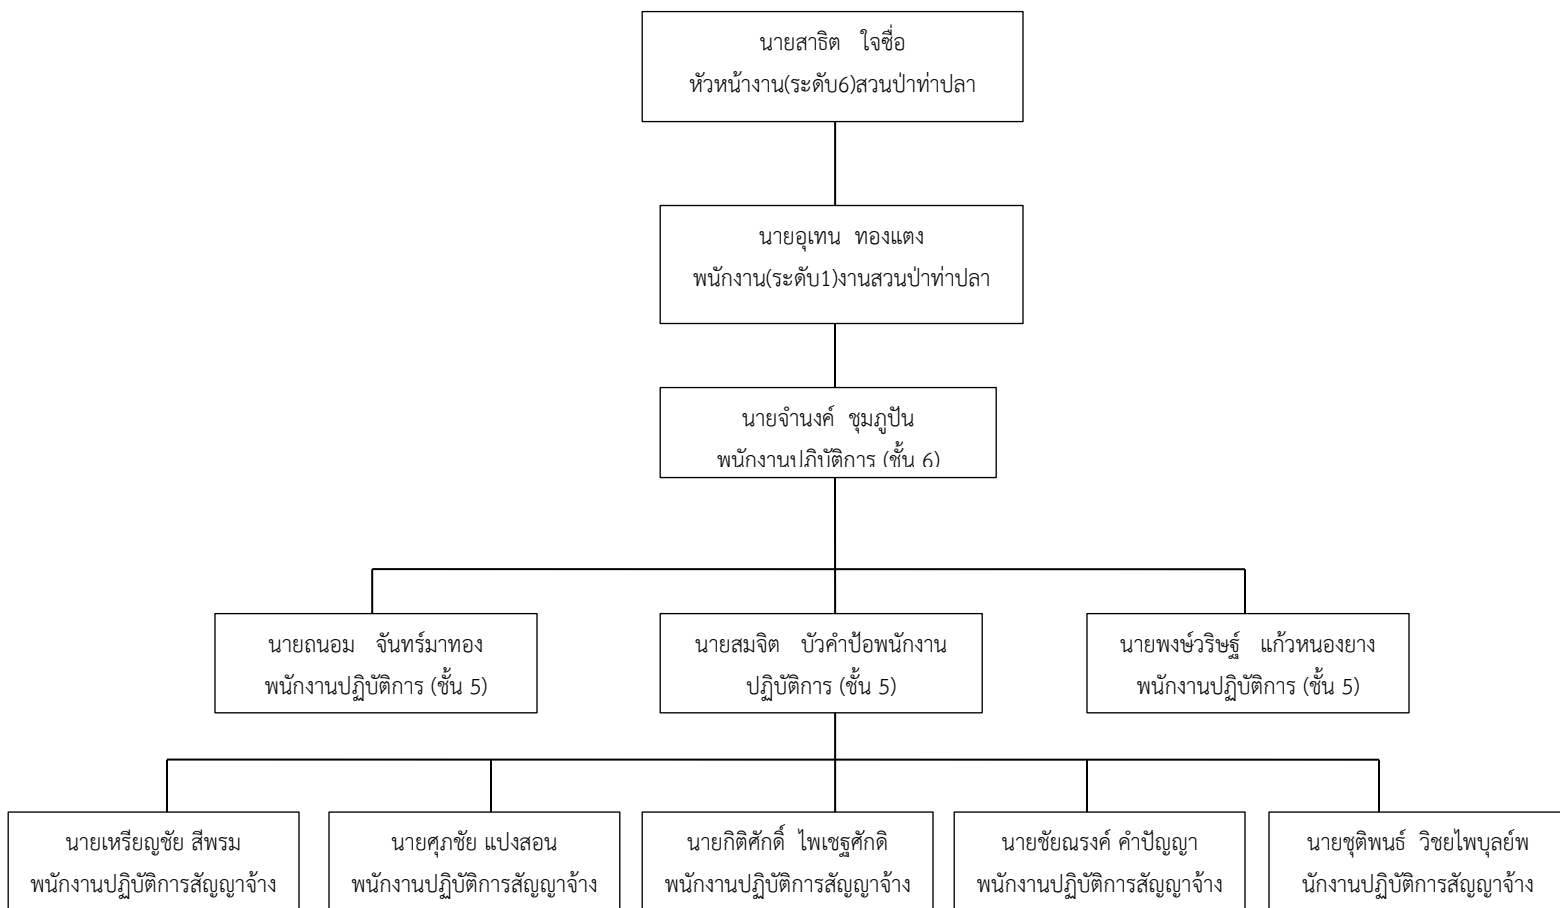 นายสาธิต ใจซื่อ
หัวหน้างาน(ระดับ6)สวนป่าท่าปลา
นายอุเทน ทองแตง
พนักงาน(ระดับ1)งานสวนป่าท่าปลา
นายจำนงค์ ชุมภูปัน
พนักงานปฏิบัติการ (ชั้น 6)
นายถนอม จันทร์มาทอง
พนักงานปฏิบัติการ (ชั้น 5)
นายสมจิต บัวคำป้อพนักงาน
ปฏิบัติการ (ชั้น 5)
นายพงษ์วริษฐ์ แก้วหนองยาง
พนักงานปฏิบัติการ (ชั้น 5)
นายเหรียญชัย สีพรม
พนักงานปฏิบัติการสัญญาจ้าง
นายศุภชัย แปงสอน
พนักงานปฏิบัติการสัญญาจ้าง
นายกิติศักดิ์ ไพเชฐศักดิ
พนักงานปฏิบัติการสัญญาจ้าง
นายชัยณรงค์ คำปัญญา
พนักงานปฏิบัติการสัญญาจ้าง
นายชุติพนธ์ วิชยไพบุลย์พ
นักงานปฏิบัติการสัญญาจ้าง